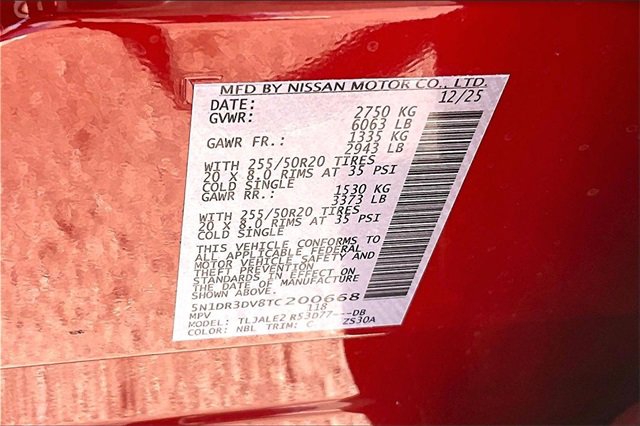 MFD BY NISSAN MOTOR CO., LTD.
DATE: 12/25
GVWR: 2750 KG
6063 LB
GAWR FR.: 1335 KG
2943 LB
WITH 255/50R20 TIRES
20 X 8.0 RIMS AT 35 PSI
COLD SINGLE
GAWR RR.: 1530 KG
3373 LB
WITH 255/50R20 TIRES
20 X 8.0 RIMS AT 35 PSI
COLD SINGLE
THIS VEHICLE CONFORMS TO
ALL APPLICABLE FEDERAL
MOTOR VEHICLE SAFETY AND
THEFT PREVENTION
STANDARDS IN EFFECT ON
THE DATE OF MANUFACTURE
SHOWN ABOVE.
5N1DR3DV8TC200668
MPV 118
MODEL: TLJALE2 R53D77---DB
COLOR: NBL TRIM: C ZS30A